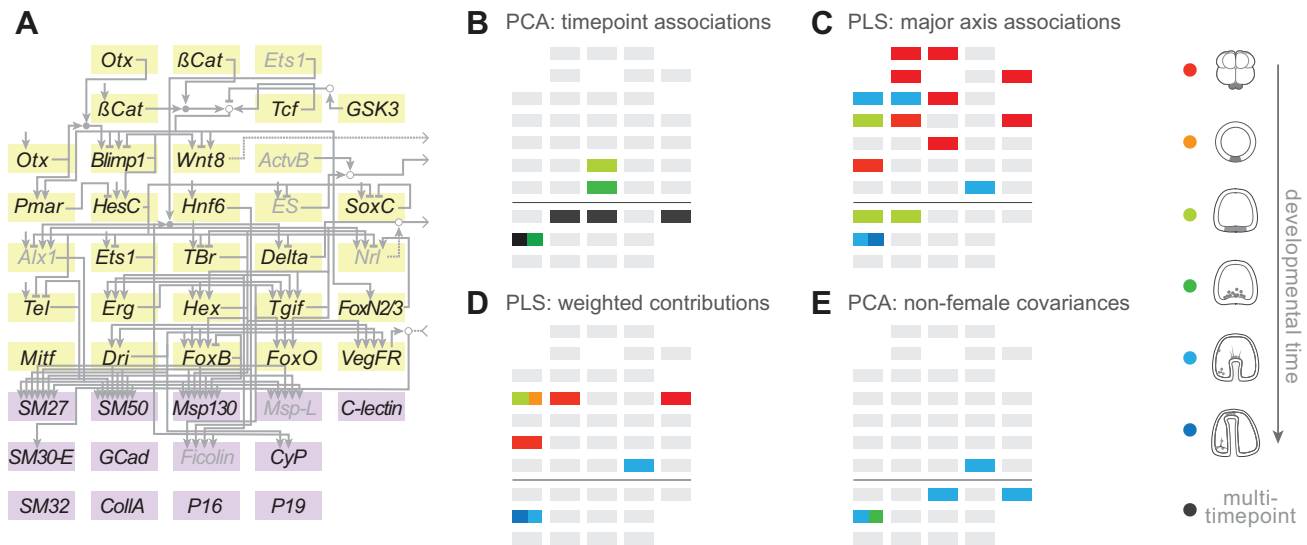 A
B PCA: timepoint associations
C PLS: major axis associations
Otx ßCat Ets1
ßCat Tcf GSK3
Otx Blimp1 Wnt8 ActvB
Pmar HesC Hnf6 ES SoxC
Alx1 Ets1 TBr Delta Nrl
Tel Erg Hex Tgif FoxN2/3
Mitf Dri FoxB FoxO VegFR
SM27 SM50 Msp130 Msp-L C-lectin
SM30-E GCad Ficolin CyP
SM32 CollA P16 P19
D PLS: weighted contributions
E PCA: non-female covariances
developmental time
multi-
timepoint